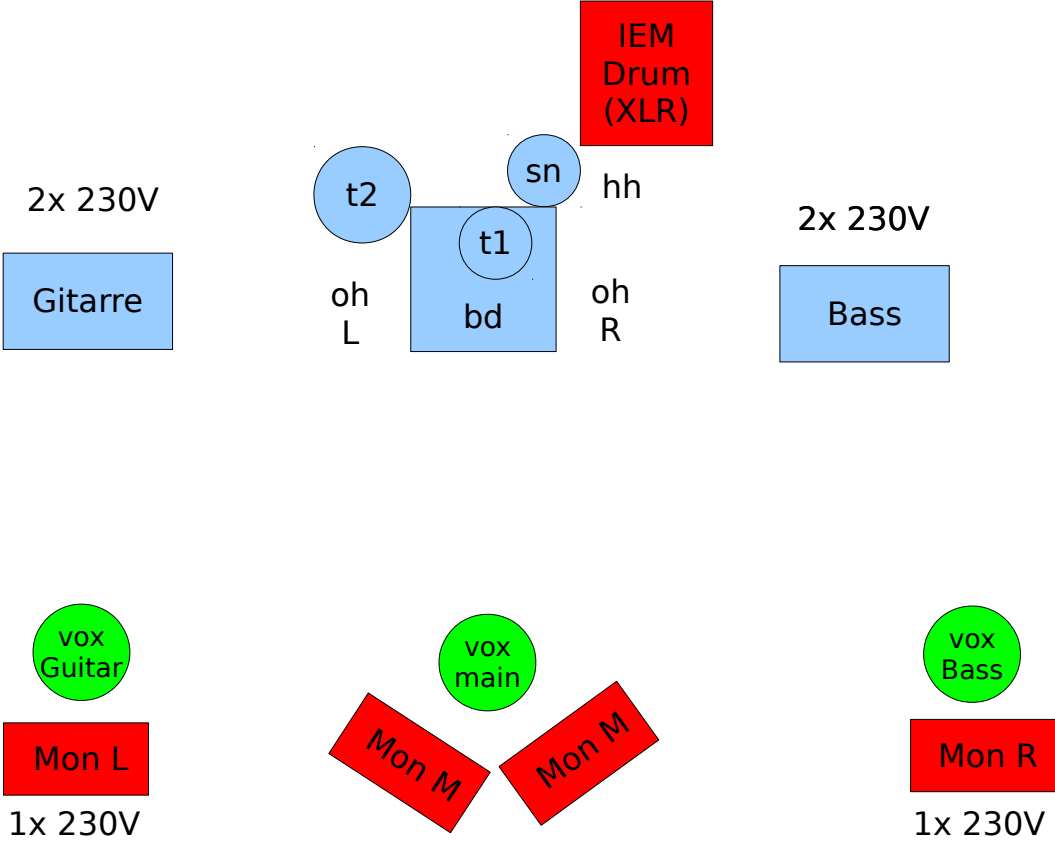 IEM
Drum
(XLR)
sn
t2
hh
2x 230V
2x 230V
t1
Gitarre
oh
L
bd
oh
R
Bass
vox
Guitar
vox
main
vox
Bass
Mon L
Mon M
Mon M
Mon R
1x 230V
1x 230V